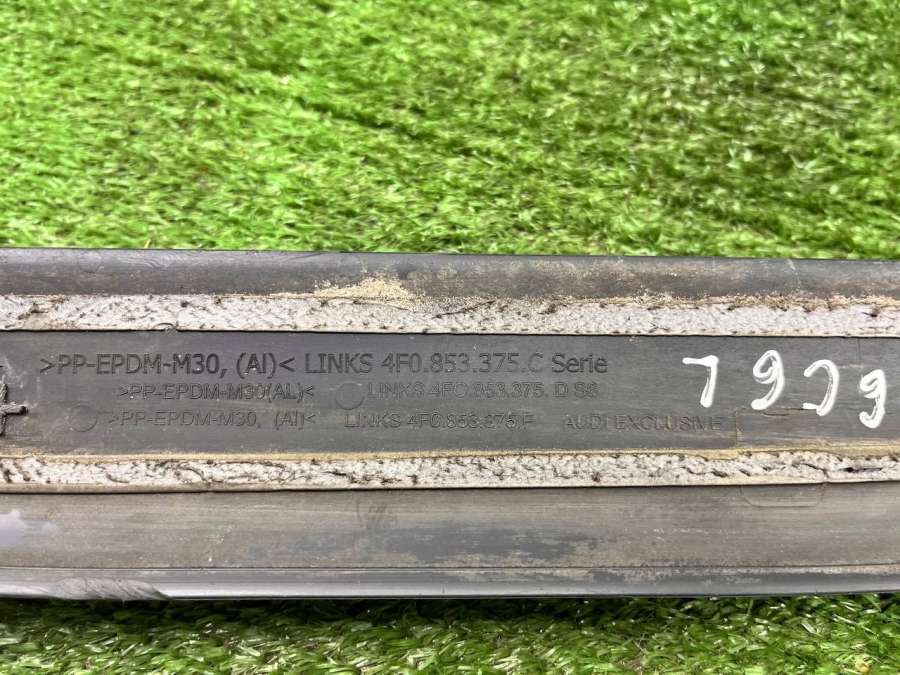 >PP-EPDM-M30, (AI)< LINKS 4F0.853.375.C Serie
>PP-EPDM-M30(AL)< LINKS 4F0.853.375. D S6
>PP-EPDM-M30, (AI)< LINKS 4F0.853.375 F AUDI EXCLUSIVE